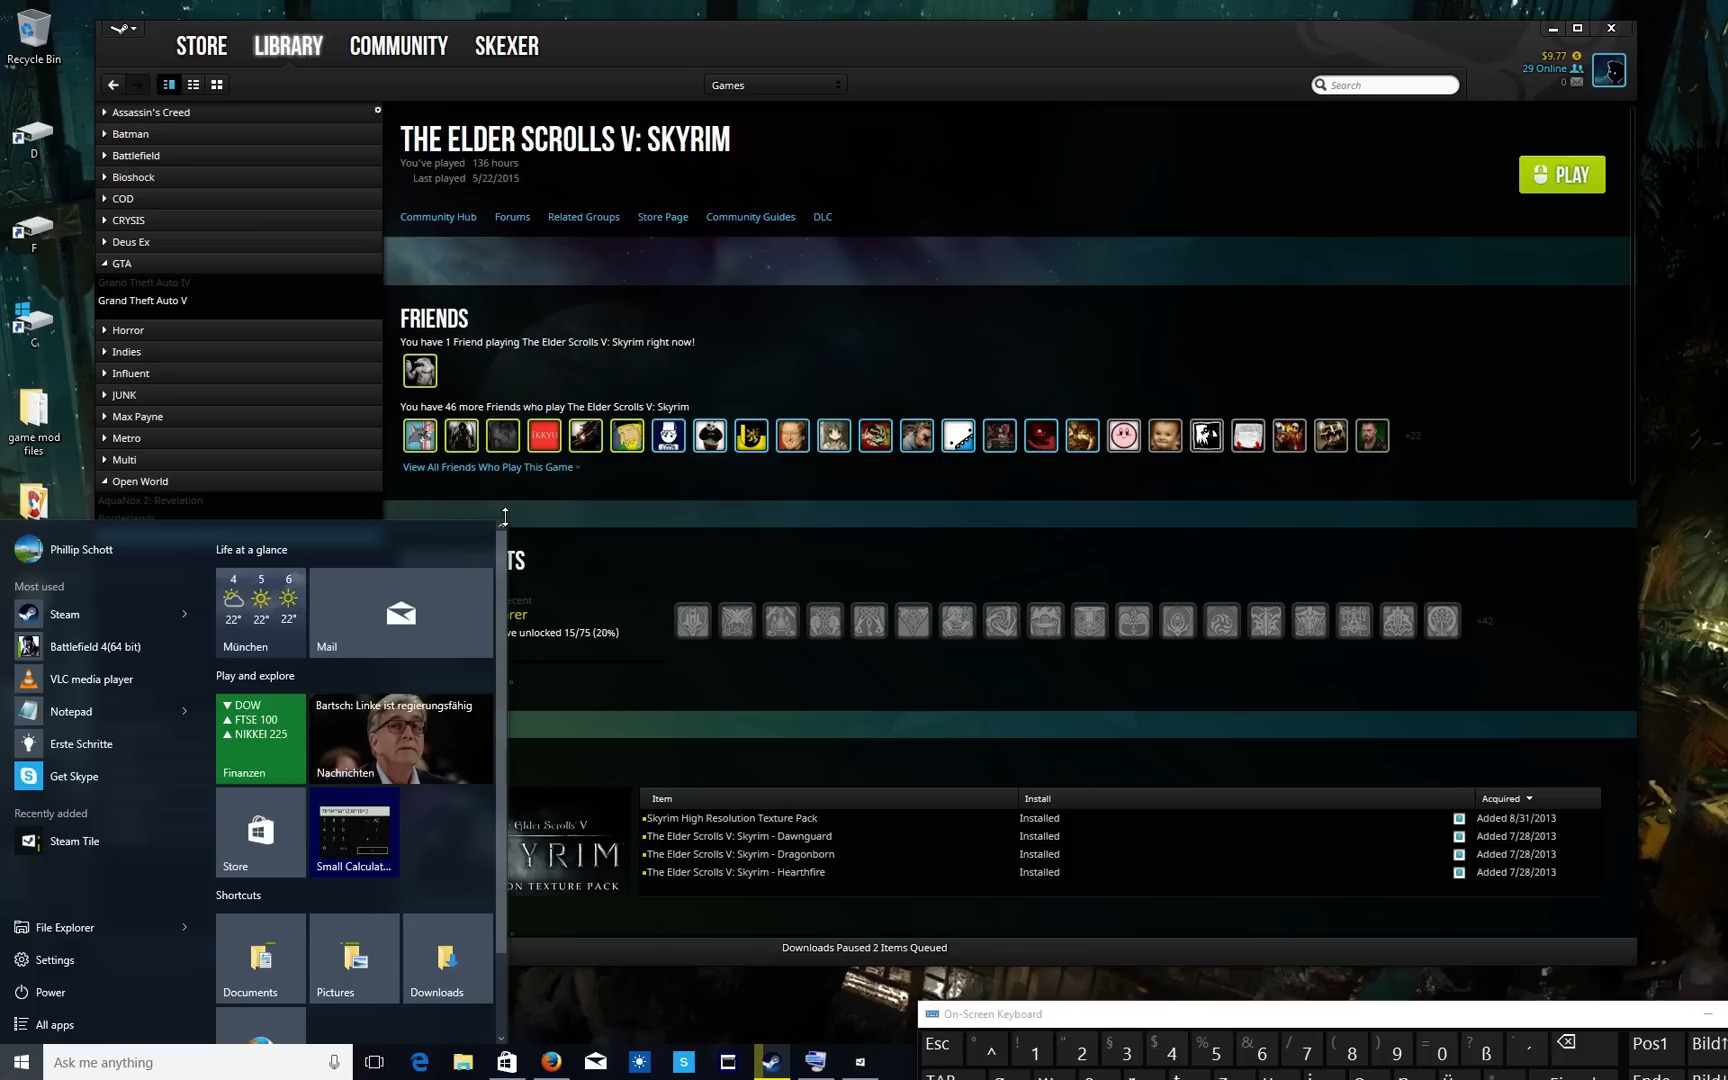 Recycle Bin
D
F
C
game mod
files
STORE
LIBRARY
COMMUNITY
SKEXER
$9.77
29 Online
0
Games
Search
Assassin's Creed
Batman
Battlefield
Bioshock
COD
CRYSIS
Deus Ex
GTA
Grand Theft Auto IV
Grand Theft Auto V
Horror
Indies
Influent
JUNK
Max Payne
Metro
Multi
Open World
AquaNox 2: Revelation
Borderlands
THE ELDER SCROLLS V: SKYRIM
You've played 136 hours
Last played 5/22/2015
PLAY
Community Hub Forums Related Groups Store Page Community Guides DLC
FRIENDS
You have 1 Friend playing The Elder Scrolls V: Skyrim right now!
You have 46 more Friends who play The Elder Scrolls V: Skyrim
IKKYU
+22
View All Friends Who Play This Game »
TS
ecent
orer
ve unlocked 15/75 (20%)
+42
»
Elder Scrolls V
YRIM
ON TEXTURE PACK
Item Install Acquired
Skyrim High Resolution Texture Pack Installed Added 8/31/2013
The Elder Scrolls V: Skyrim - Dawnguard Installed Added 7/28/2013
The Elder Scrolls V: Skyrim - Dragonborn Installed Added 7/28/2013
The Elder Scrolls V: Skyrim - Hearthfire Installed Added 7/28/2013
Downloads Paused 2 Items Queued
Phillip Schott
Most used
Steam
Battlefield 4(64 bit)
VLC media player
Notepad
Erste Schritte
Get Skype
Recently added
Steam Tile
File Explorer
Settings
Power
All apps
Life at a glance
4 5 6
22° 22° 22°
München
Mail
Play and explore
▼ DOW
▲ FTSE 100
▲ NIKKEI 225
Finanzen
Bartsch: Linke ist regierungsfähig
Nachrichten
Store
Small Calculat...
Shortcuts
Documents
Pictures
Downloads
Ask me anything
On-Screen Keyboard
Esc ° ^ ! 1 " 2 § 3 $ 4 % 5 & 6 / 7 ( 8 ) 9 = 0 ? ß ` ´ Pos1 Bild↑